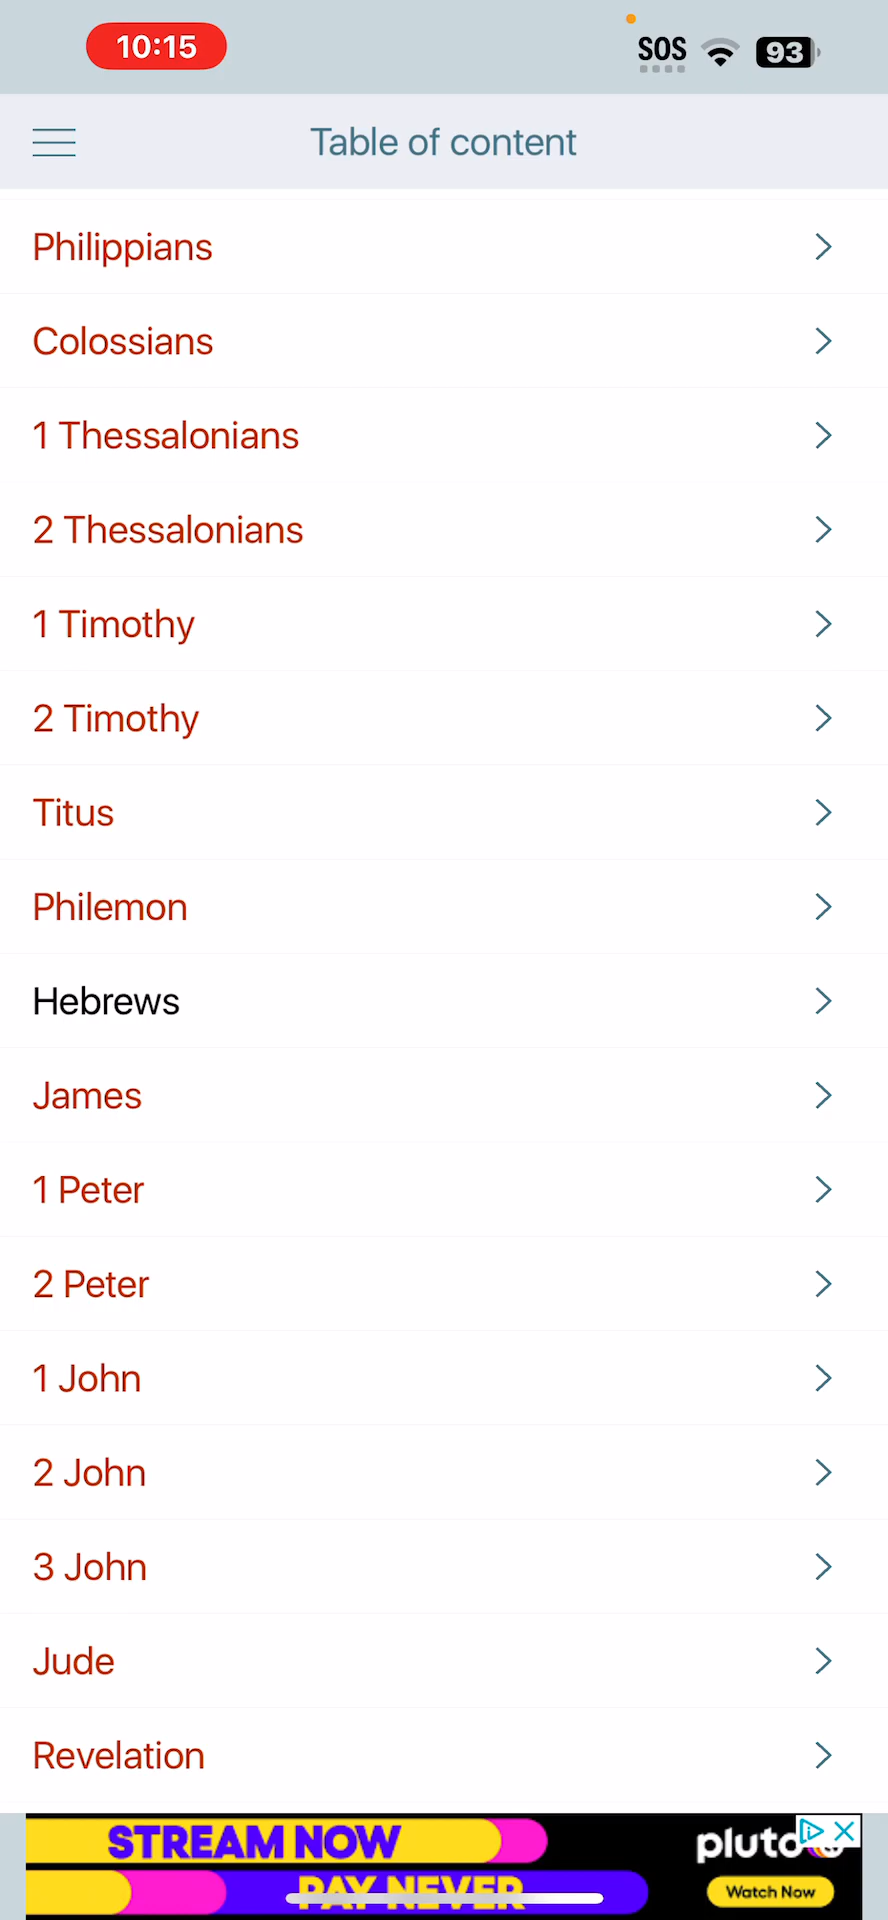 10:15
SOS
93
Table of content
Philippians
Colossians
1 Thessalonians
2 Thessalonians
1 Timothy
2 Timothy
Titus
Philemon
Hebrews
James
1 Peter
2 Peter
1 John
2 John
3 John
Jude
Revelation
STREAM NOW
PAY NEVER
pluto
Watch Now